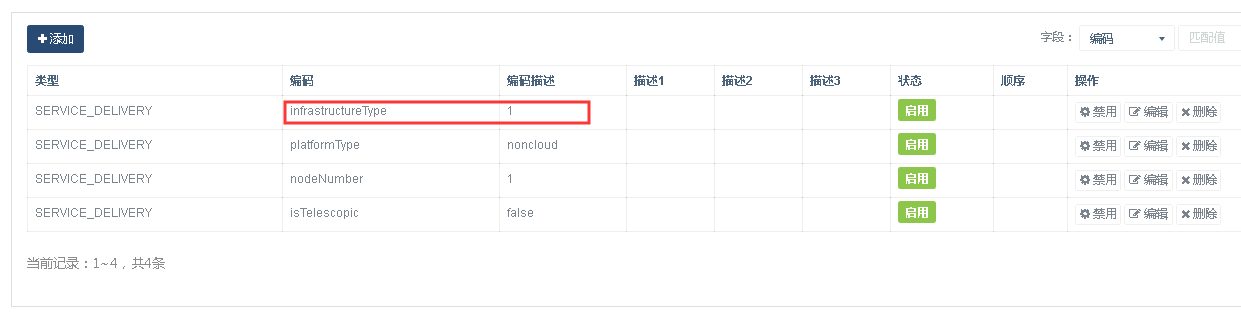 添加 字段： 编码 匹配值
类型 编码 编码描述 描述1 描述2 描述3 状态 顺序 操作
SERVICE_DELIVERY infrastructureType 1 启用 禁用 编辑 删除
SERVICE_DELIVERY platformType noncloud 启用 禁用 编辑 删除
SERVICE_DELIVERY nodeNumber 1 启用 禁用 编辑 删除
SERVICE_DELIVERY isTelescopic false 启用 禁用 编辑 删除
当前记录：1~4，共4条